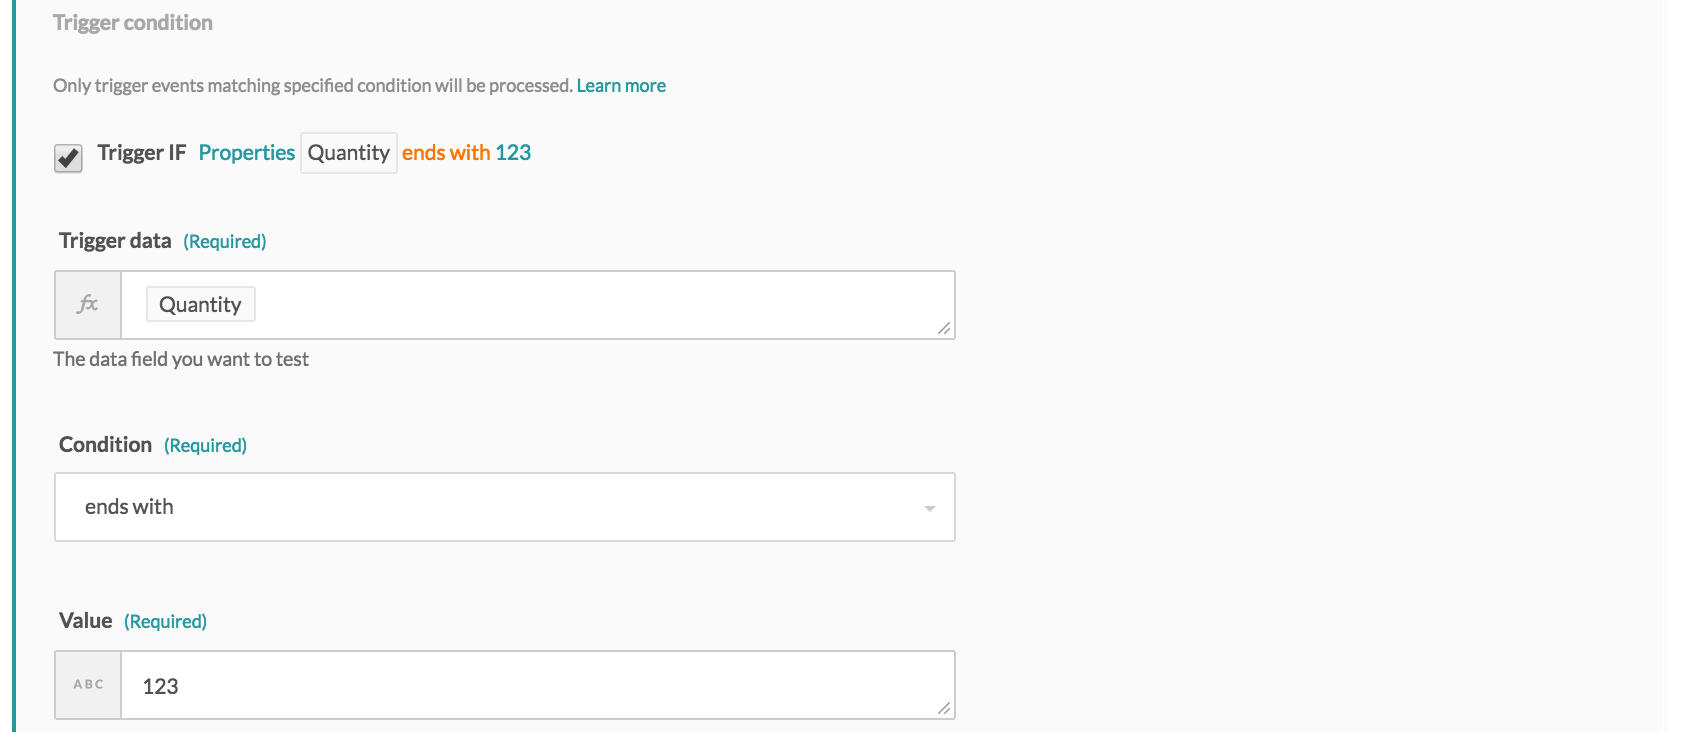 Trigger condition
Only trigger events matching specified condition will be processed. Learn more
Trigger IF Properties Quantity ends with 123
Trigger data (Required)
fx Quantity
The data field you want to test
Condition (Required)
ends with
Value (Required)
ABC 123